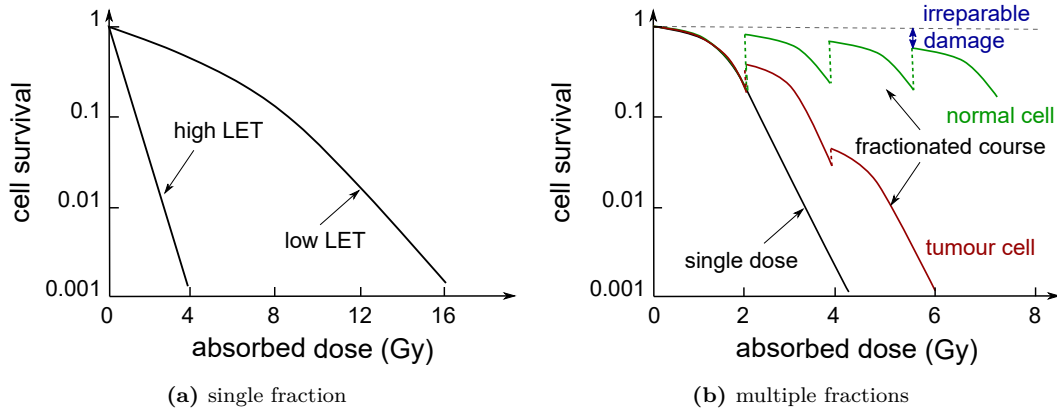 1
0.1
0.01
0.001
cell survival
high LET
low LET
0
4
8
12
16
absorbed dose (Gy)
(a) single fraction
1
0.1
0.01
0.001
cell survival
irreparable
damage
normal cell
fractionated course
single dose
tumour cell
0
2
4
6
8
absorbed dose (Gy)
(b) multiple fractions